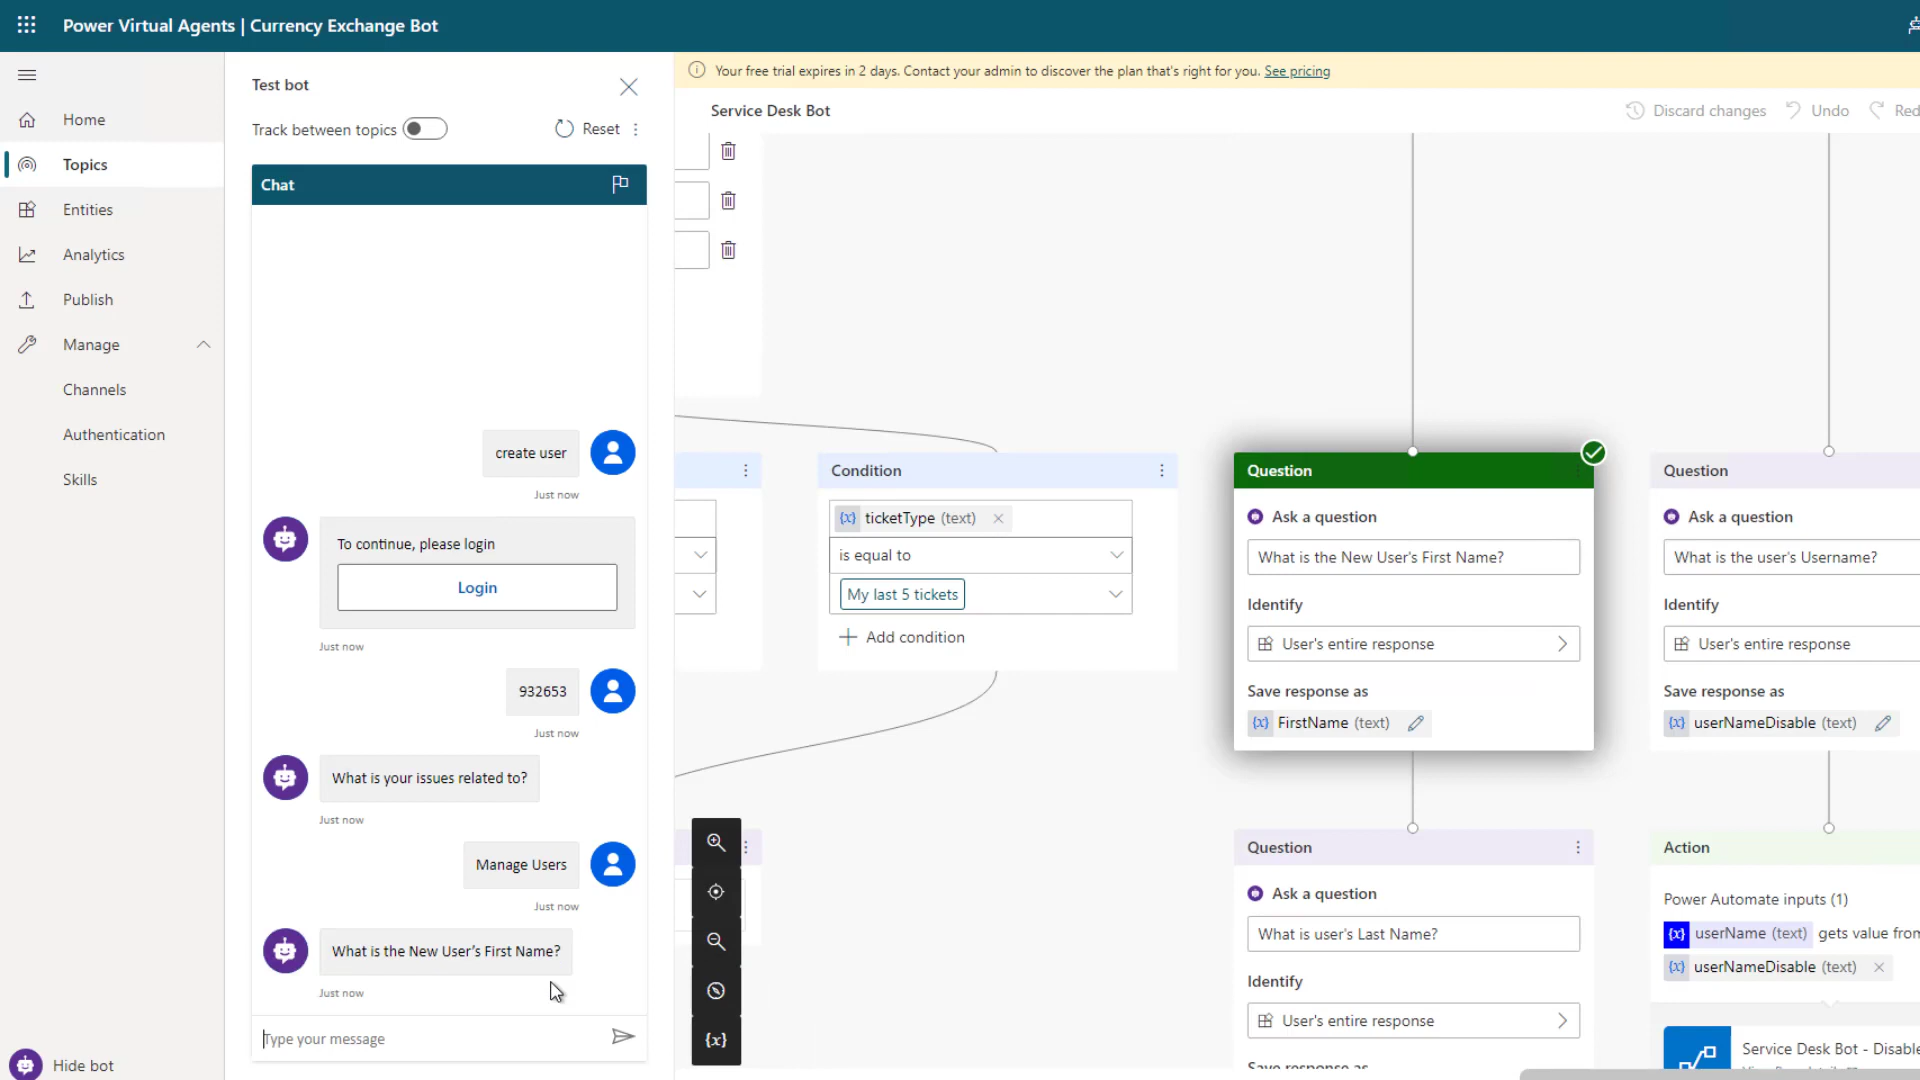 Power Virtual Agents | Currency Exchange Bot
Home
Topics
Entities
Analytics
Publish
Manage
Channels
Authentication
Skills
Hide bot
Test bot
Track between topics
Reset
Chat
create user
Just now
To continue, please login
Login
Just now
932653
Just now
What is your issues related to?
Just now
Manage Users
Just now
What is the New User's First Name?
Just now
Type your message
Your free trial expires in 2 days. Contact your admin to discover the plan that's right for you. See pricing
Service Desk Bot
Discard changes
Undo
Red
Condition
{x} ticketType (text)
is equal to
My last 5 tickets
Add condition
Question
Ask a question
What is the New User's First Name?
Identify
User's entire response
Save response as
{x} FirstName (text)
Question
Ask a question
What is user's Last Name?
Identify
User's entire response
Save response as
Question
Ask a question
What is the user's Username?
Identify
User's entire response
Save response as
{x} userNameDisable (text)
Action
Power Automate inputs (1)
{x} userName (text) gets value from
{x} userNameDisable (text)
Service Desk Bot - Disable
{x}